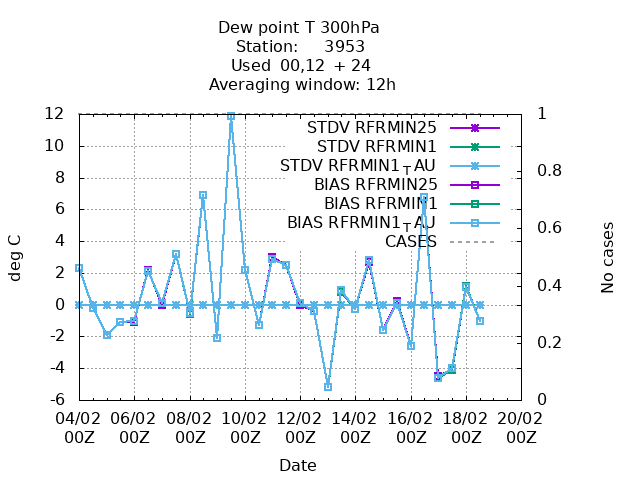 Dew point T 300hPa
Station: 3953
Used 00,12 + 24
Averaging window: 12h
12
10
8
6
4
2
0
-2
-4
-6
deg C
STDV RFRMIN25
STDV RFRMIN1
STDV RFRMIN1TAU
BIAS RFRMIN25
BIAS RFRMIN1
BIAS RFRMIN1TAU
CASES
1
0.8
0.6
0.4
0.2
0
No cases
04/02 06/02 08/02 10/02 12/02 14/02 16/02 18/02 20/02
00Z 00Z 00Z 00Z 00Z 00Z 00Z 00Z 00Z
Date